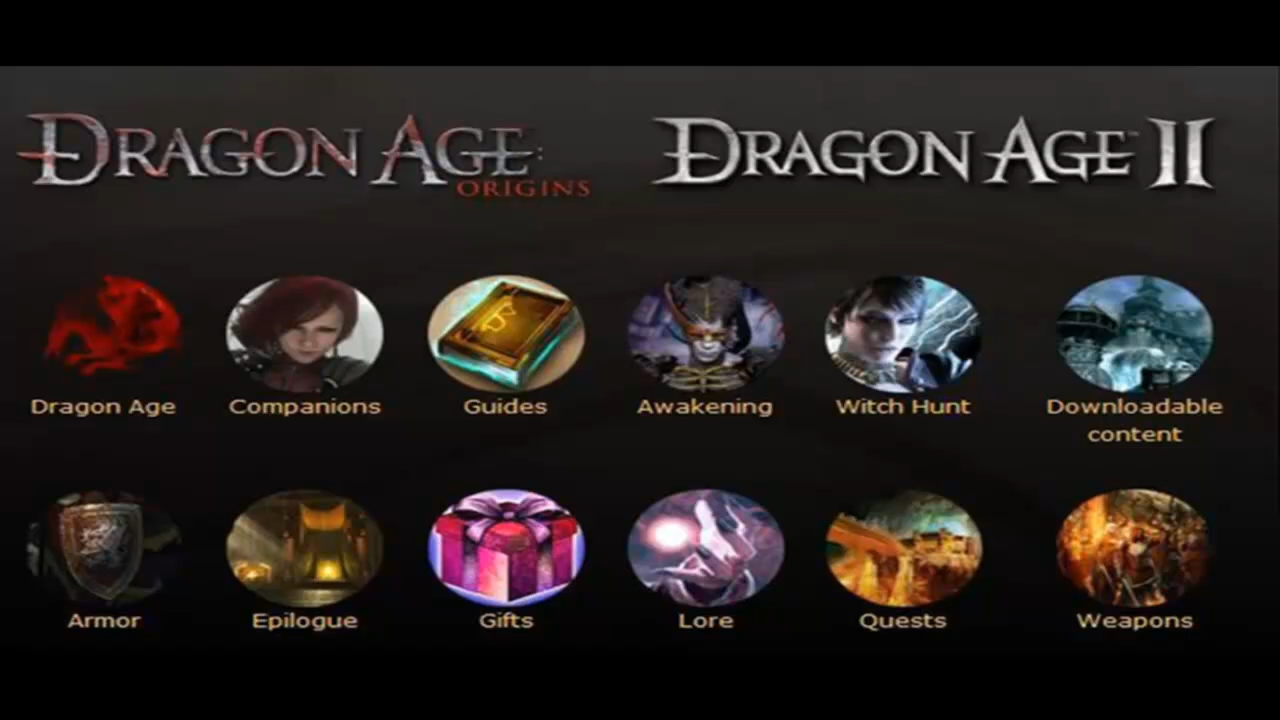 DRAGON AGE:
ORIGINS
DRAGON AGE™ II
Dragon Age
Companions
Guides
Awakening
Witch Hunt
Downloadable
content
Armor
Epilogue
Gifts
Lore
Quests
Weapons